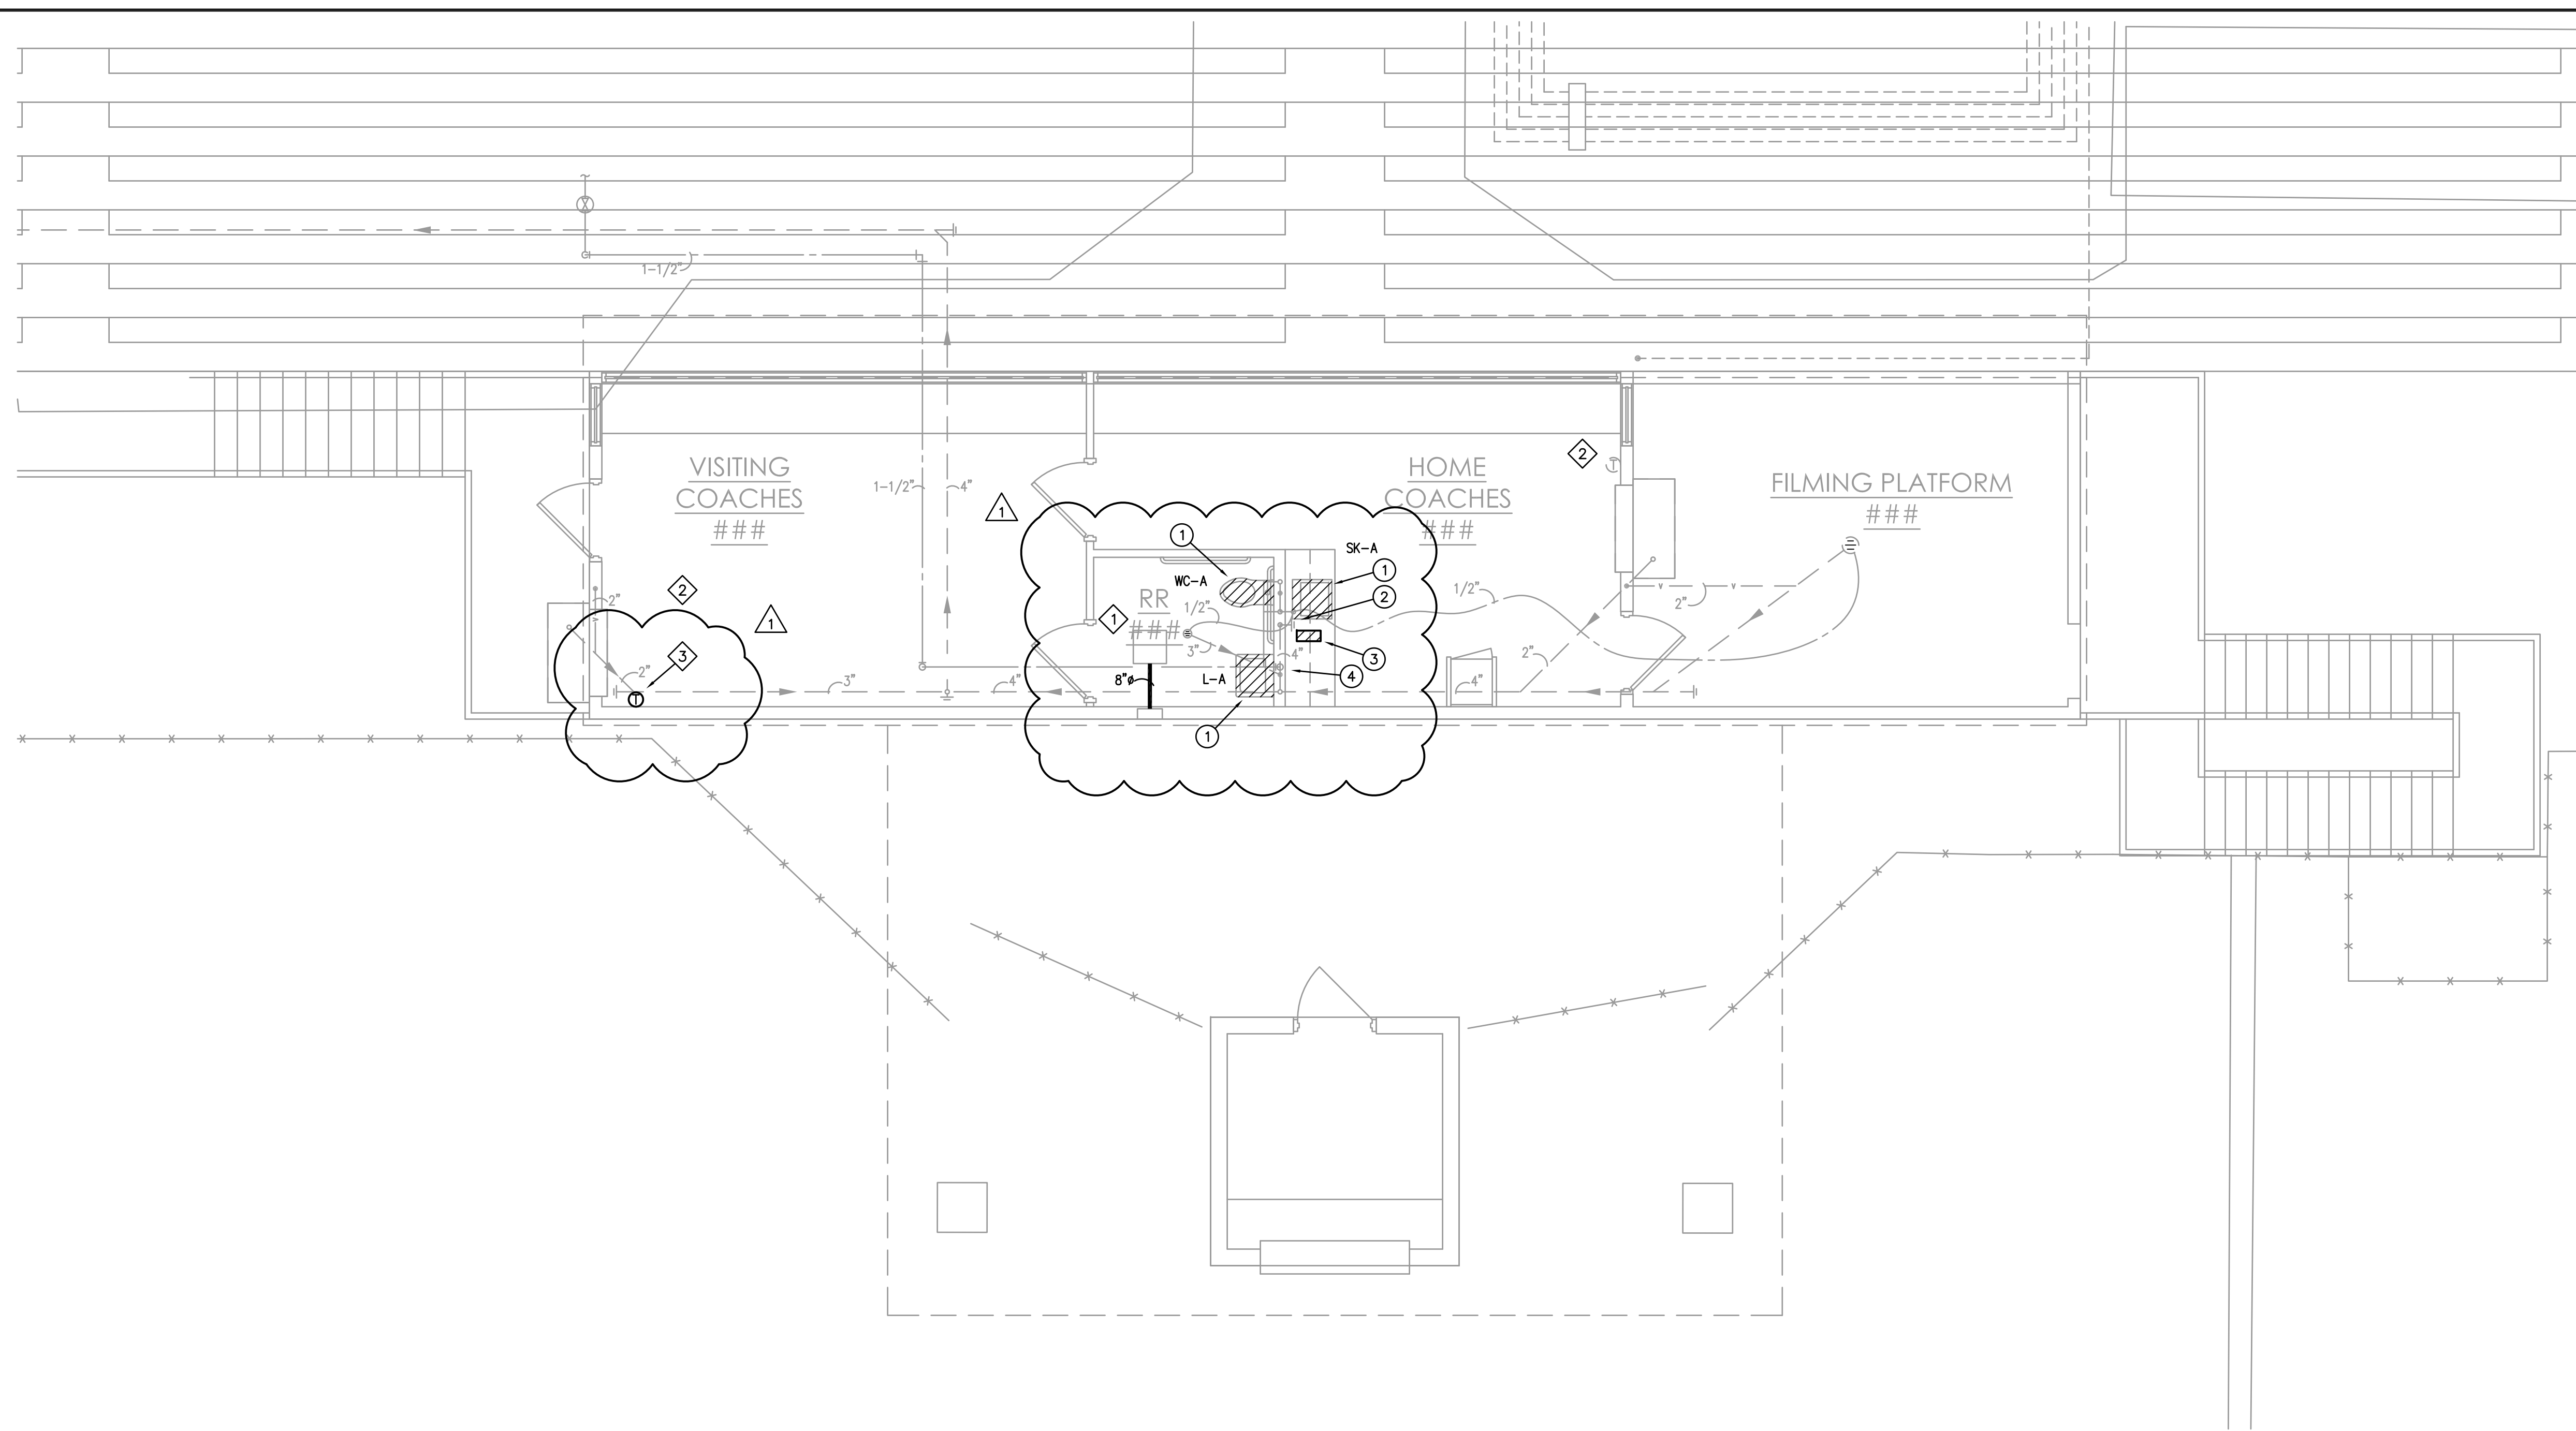 1-1/2"
VISITING
COACHES
###
1-1/2"
4"
1
HOME
COACHES
###
2
FILMING PLATFORM
###
1
SK-A
1
WC-A
2
RR
###
1
1/2"
1/2"
2"
2
2"
1
2"
3
3"
4"
3
4
2"
3"
4"
8"ø
L-A
4"
1
T
T
V
V
V